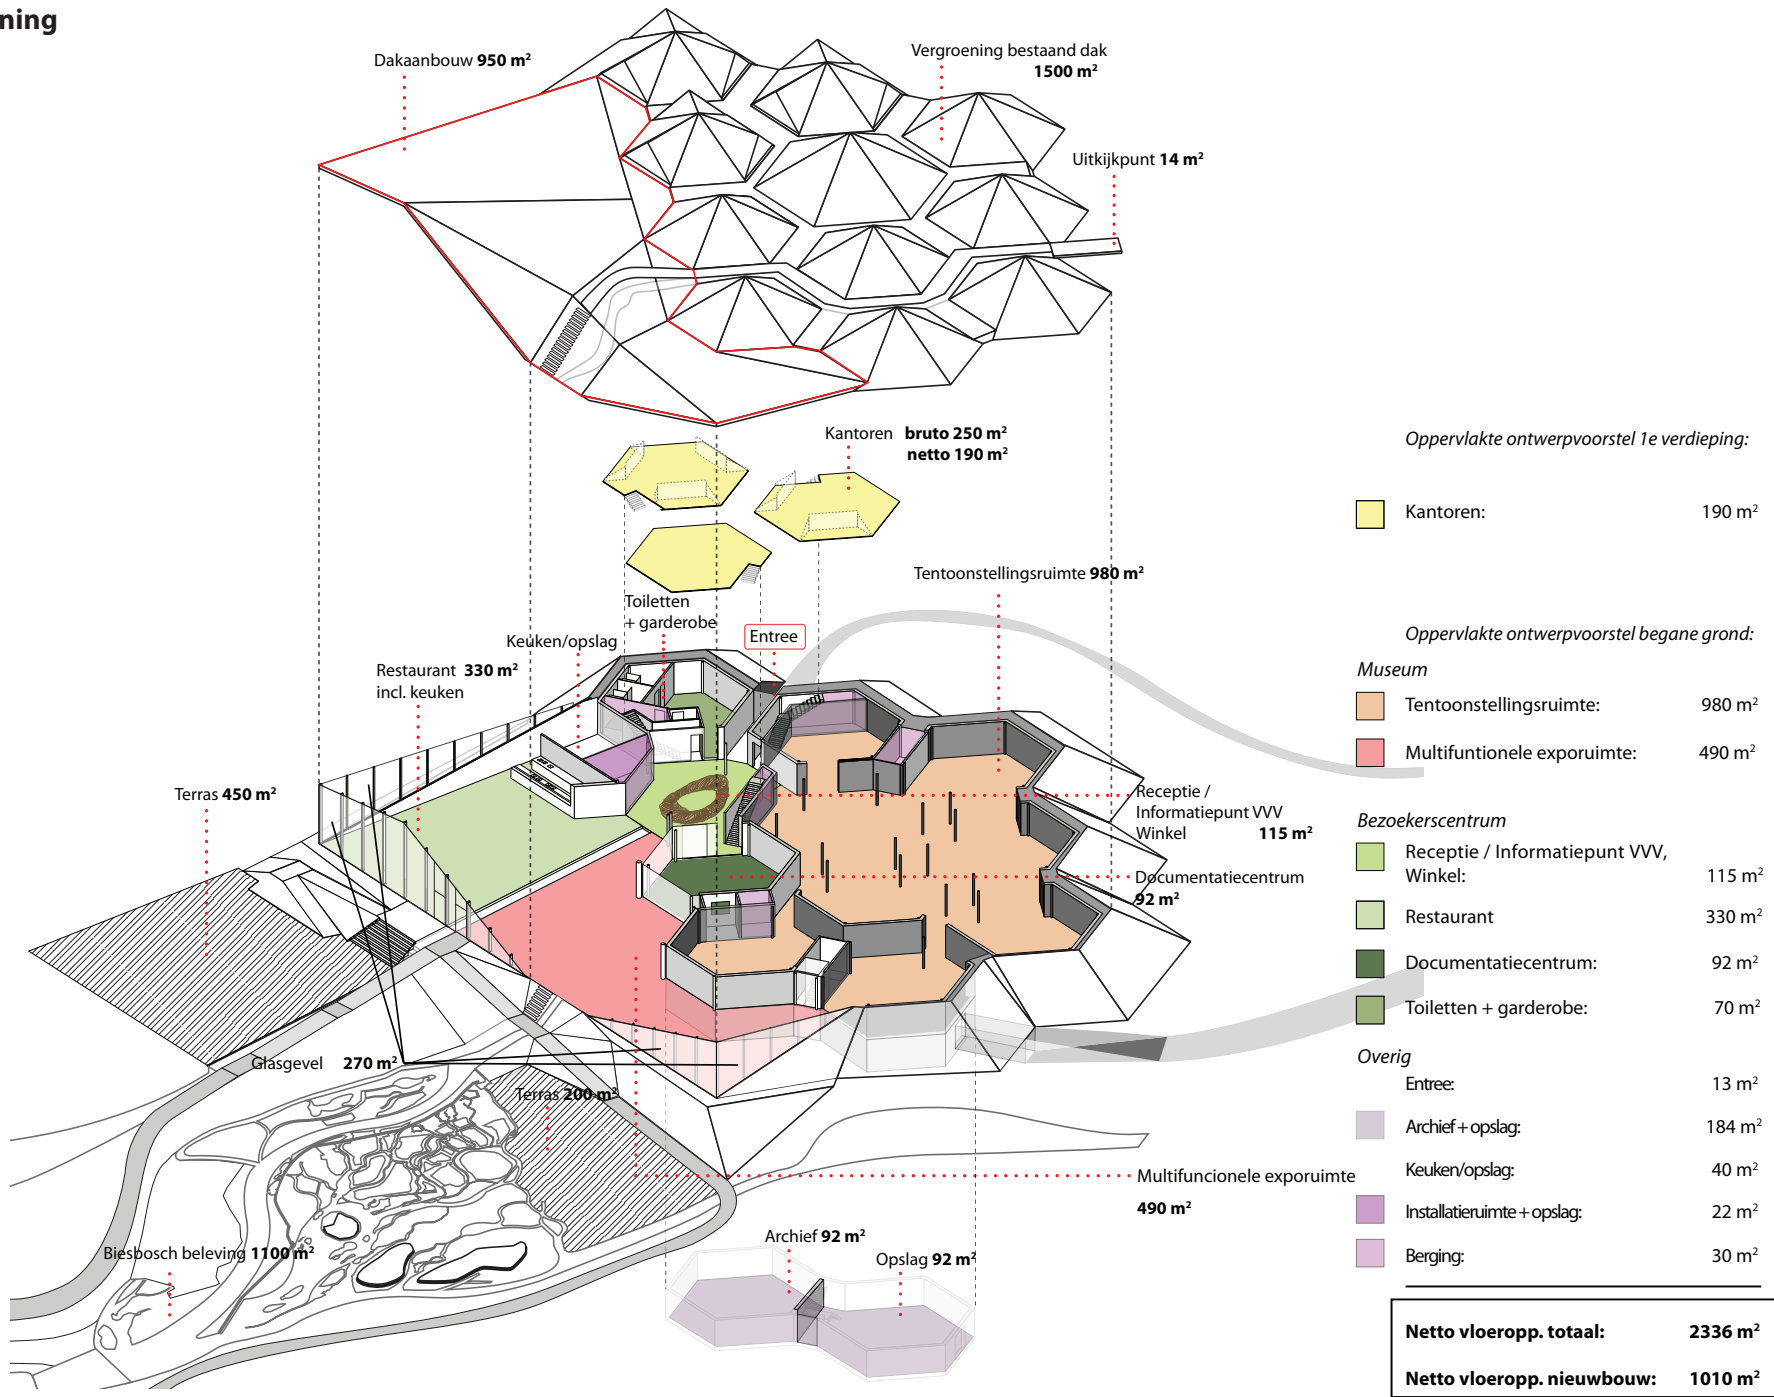 ning
Dakaanbouw 950 m²
Vergroening bestaand dak
1500 m²
Uitkijkpunt 14 m²
Kantoren bruto 250 m²
netto 190 m²
Tentoonstellingsruimte 980 m²
Toiletten
+ garderobe
Entree
Keuken/opslag
Restaurant 330 m²
incl. keuken
Terras 450 m²
Receptie /
Informatiepunt VVV
Winkel 115 m²
Documentatiecentrum
92 m²
Glasgevel 270 m²
Terras 200 m²
Multifuncionele exporuimte
490 m²
Biesbosch beleving 1100 m²
Archief 92 m²
Opslag 92 m²
Oppervlakte ontwerpvoorstel 1e verdieping:
Kantoren: 190 m²
Oppervlakte ontwerpvoorstel begane grond:
Museum
Tentoonstellingsruimte: 980 m²
Multifuntionele exporuimte: 490 m²
Bezoekerscentrum
Receptie / Informatiepunt VVV,
Winkel: 115 m²
Restaurant 330 m²
Documentatiecentrum: 92 m²
Toiletten + garderobe: 70 m²
Overig
Entree: 13 m²
Archief + opslag: 184 m²
Keuken/opslag: 40 m²
Installatieruimte + opslag: 22 m²
Berging: 30 m²
Netto vloeropp. totaal: 2336 m²
Netto vloeropp. nieuwbouw: 1010 m²